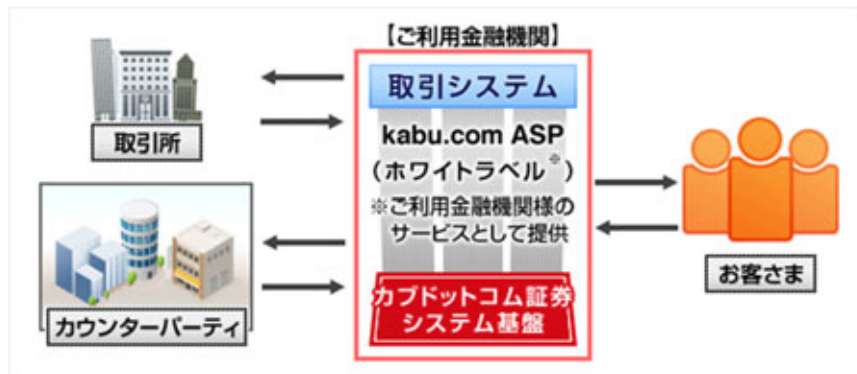 【ご利用金融機関】
取引システム
kabu.com ASP
（ホワイトラベル※）
※ご利用金融機関様の
サービスとして提供
カブドットコム証券
システム基盤
取引所
カウンターパーティ
お客さま